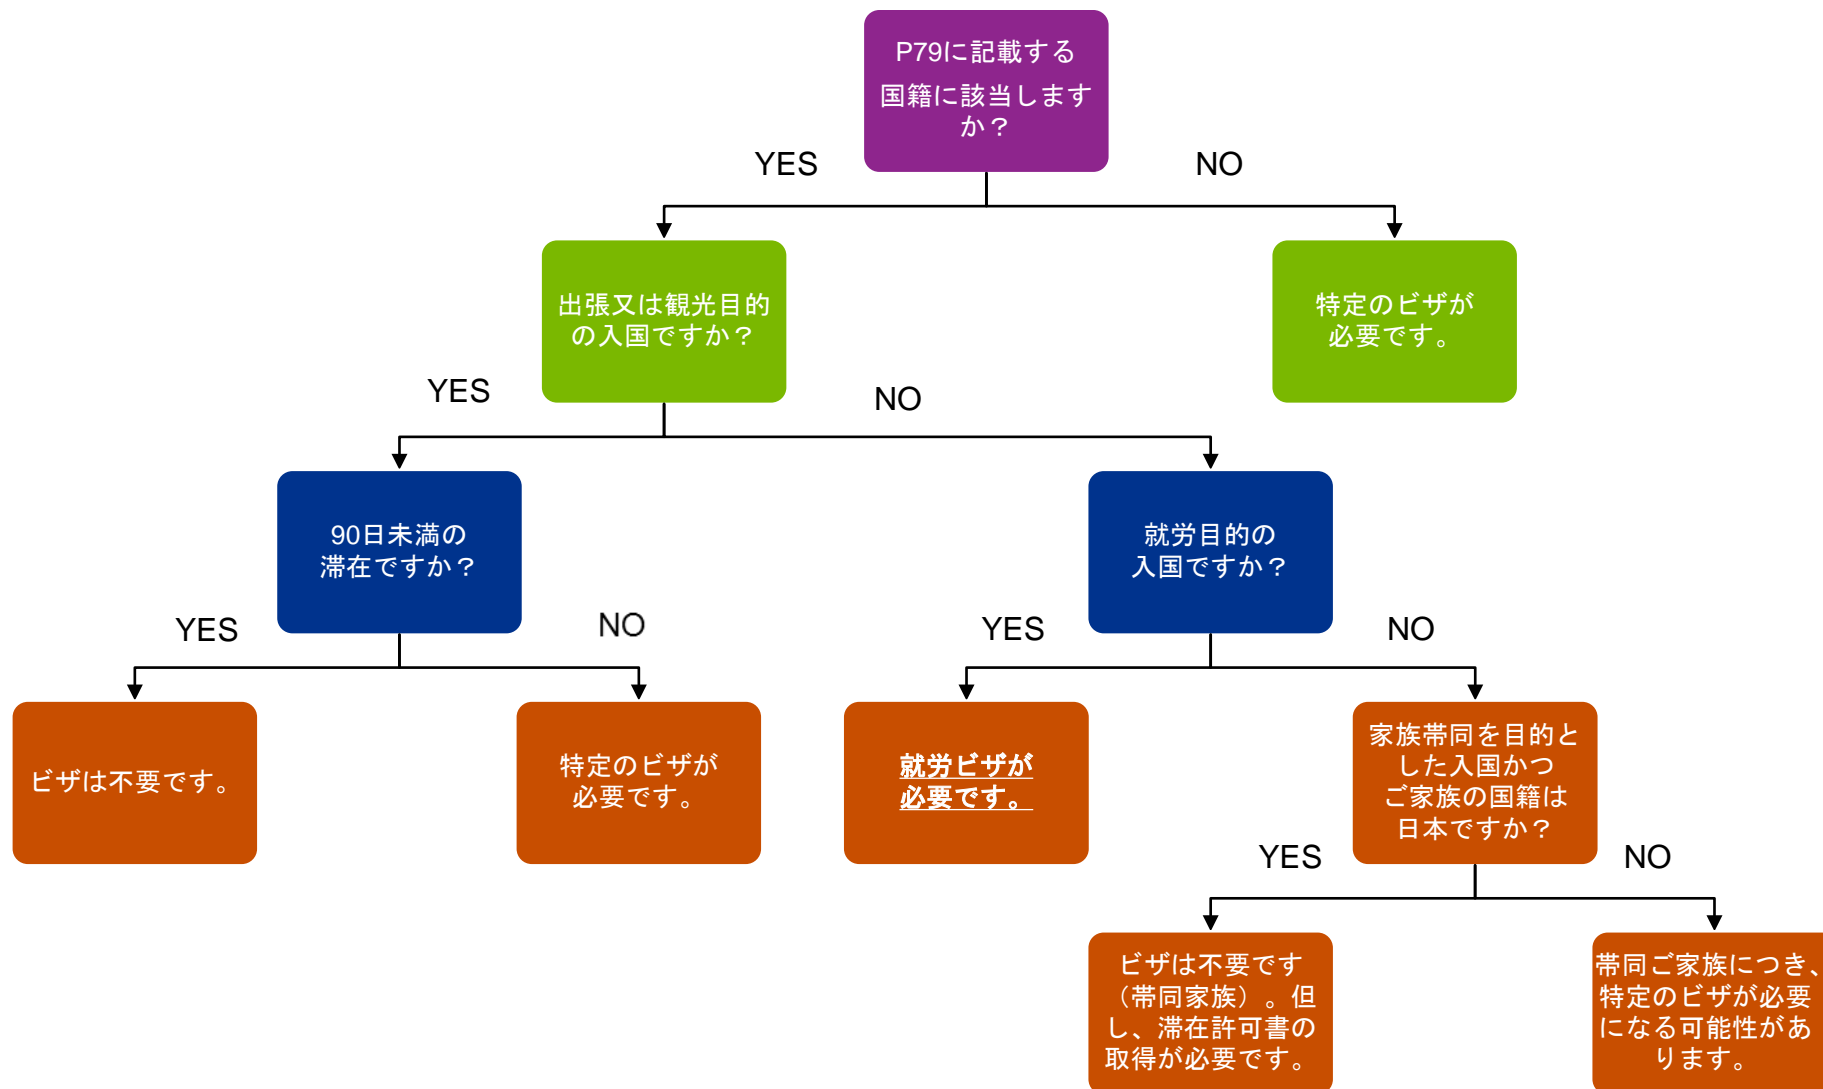 P79に記載する
国籍に該当します
か？
YES
NO
出張又は観光目的
の入国ですか？
特定のビザが
必要です。
YES
NO
90日未満の
滞在ですか？
就労目的の
入国ですか？
YES
NO
YES
NO
ビザは不要です。
特定のビザが
必要です。
就労ビザが
必要です。
家族帯同を目的と
した入国かつ
ご家族の国籍は
日本ですか？
YES
NO
ビザは不要です
（帯同家族）。但
し、滞在許可書の
取得が必要です。
帯同ご家族につき、
特定のビザが必要
になる可能性があ
ります。